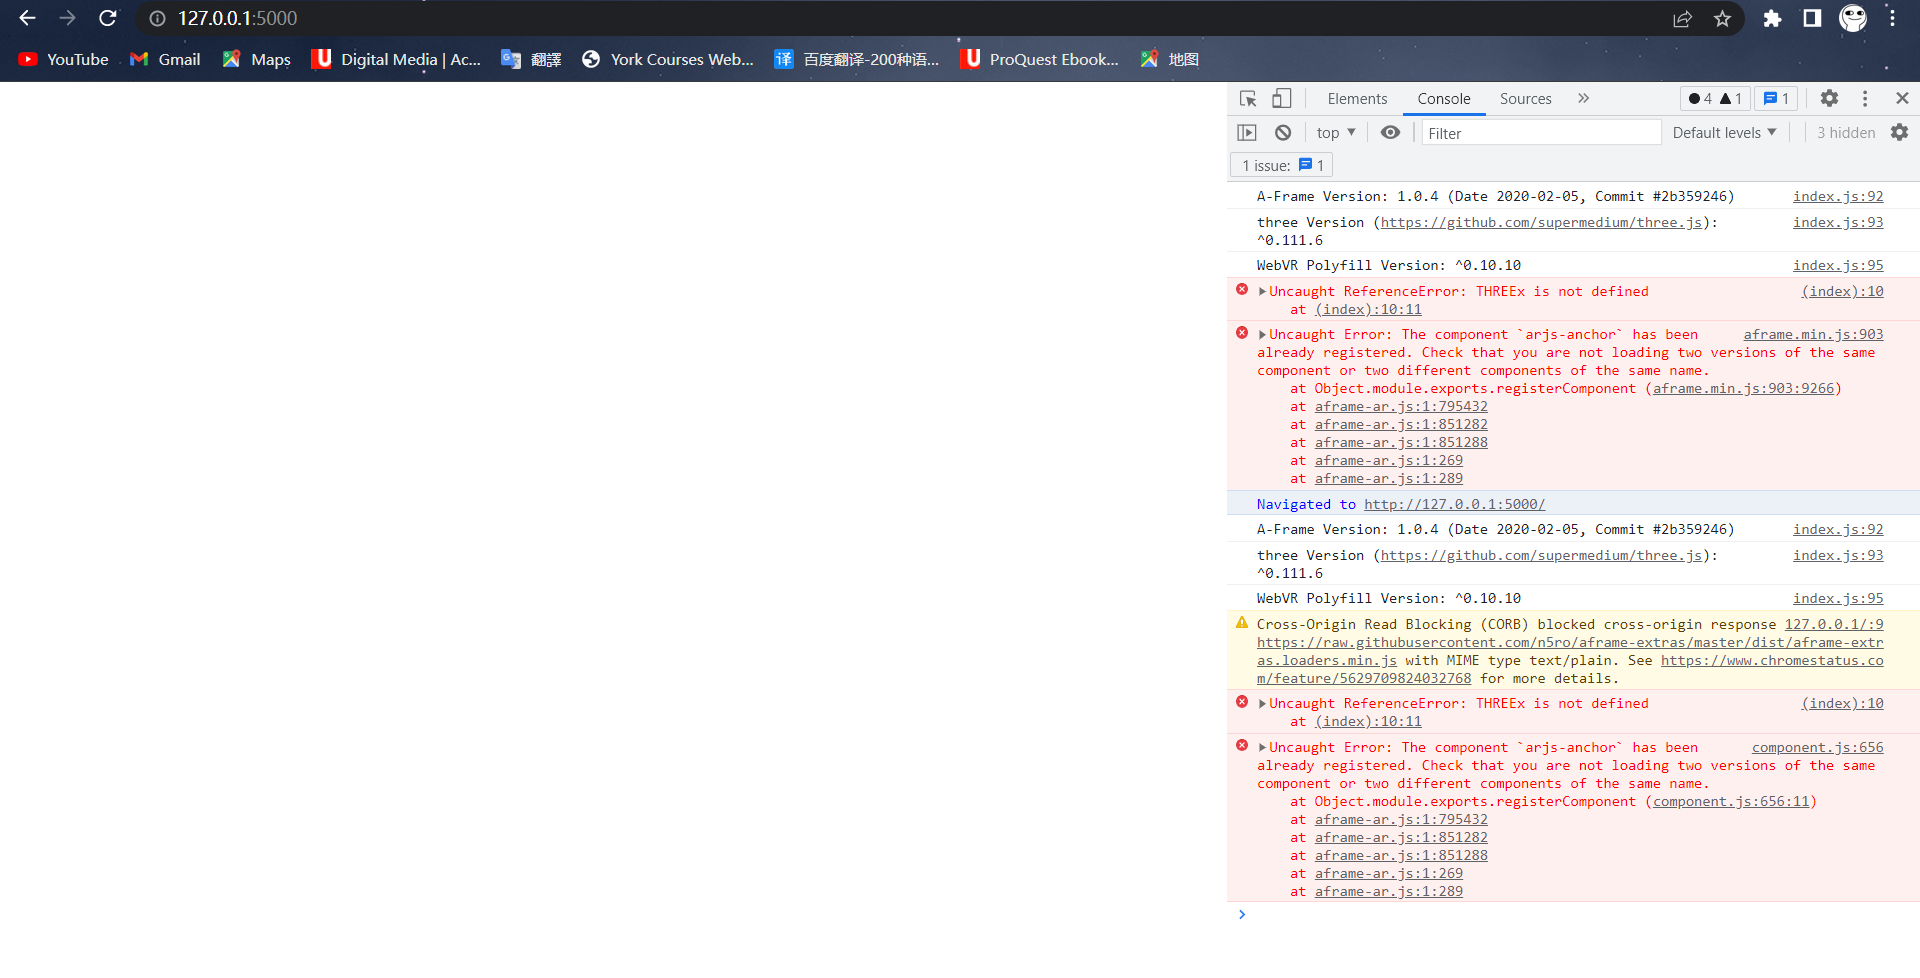 127.0.0.1:5000
YouTube Gmail Maps Digital Media | Ac... 翻譯 York Courses Web... 百度翻译-200种语... ProQuest Ebook... 地图
Elements Console Sources 4 1 1
top Filter Default levels 3 hidden
1 issue: 1
A-Frame Version: 1.0.4 (Date 2020-02-05, Commit #2b359246) index.js:92
three Version (https://github.com/supermedium/three.js): index.js:93
^0.111.6
WebVR Polyfill Version: ^0.10.10 index.js:95
Uncaught ReferenceError: THREEx is not defined (index):10
at (index):10:11
Uncaught Error: The component `arjs-anchor` has been aframe.min.js:903
already registered. Check that you are not loading two versions of the same
component or two different components of the same name.
at Object.module.exports.registerComponent (aframe.min.js:903:9266)
at aframe-ar.js:1:795432
at aframe-ar.js:1:851282
at aframe-ar.js:1:851288
at aframe-ar.js:1:269
at aframe-ar.js:1:289
Navigated to http://127.0.0.1:5000/
A-Frame Version: 1.0.4 (Date 2020-02-05, Commit #2b359246) index.js:92
three Version (https://github.com/supermedium/three.js): index.js:93
^0.111.6
WebVR Polyfill Version: ^0.10.10 index.js:95
Cross-Origin Read Blocking (CORB) blocked cross-origin response 127.0.0.1/:9
https://raw.githubusercontent.com/n5ro/aframe-extras/master/dist/aframe-extr
as.loaders.min.js with MIME type text/plain. See https://www.chromestatus.co
m/feature/5629709824032768 for more details.
Uncaught ReferenceError: THREEx is not defined (index):10
at (index):10:11
Uncaught Error: The component `arjs-anchor` has been component.js:656
already registered. Check that you are not loading two versions of the same
component or two different components of the same name.
at Object.module.exports.registerComponent (component.js:656:11)
at aframe-ar.js:1:795432
at aframe-ar.js:1:851282
at aframe-ar.js:1:851288
at aframe-ar.js:1:269
at aframe-ar.js:1:289